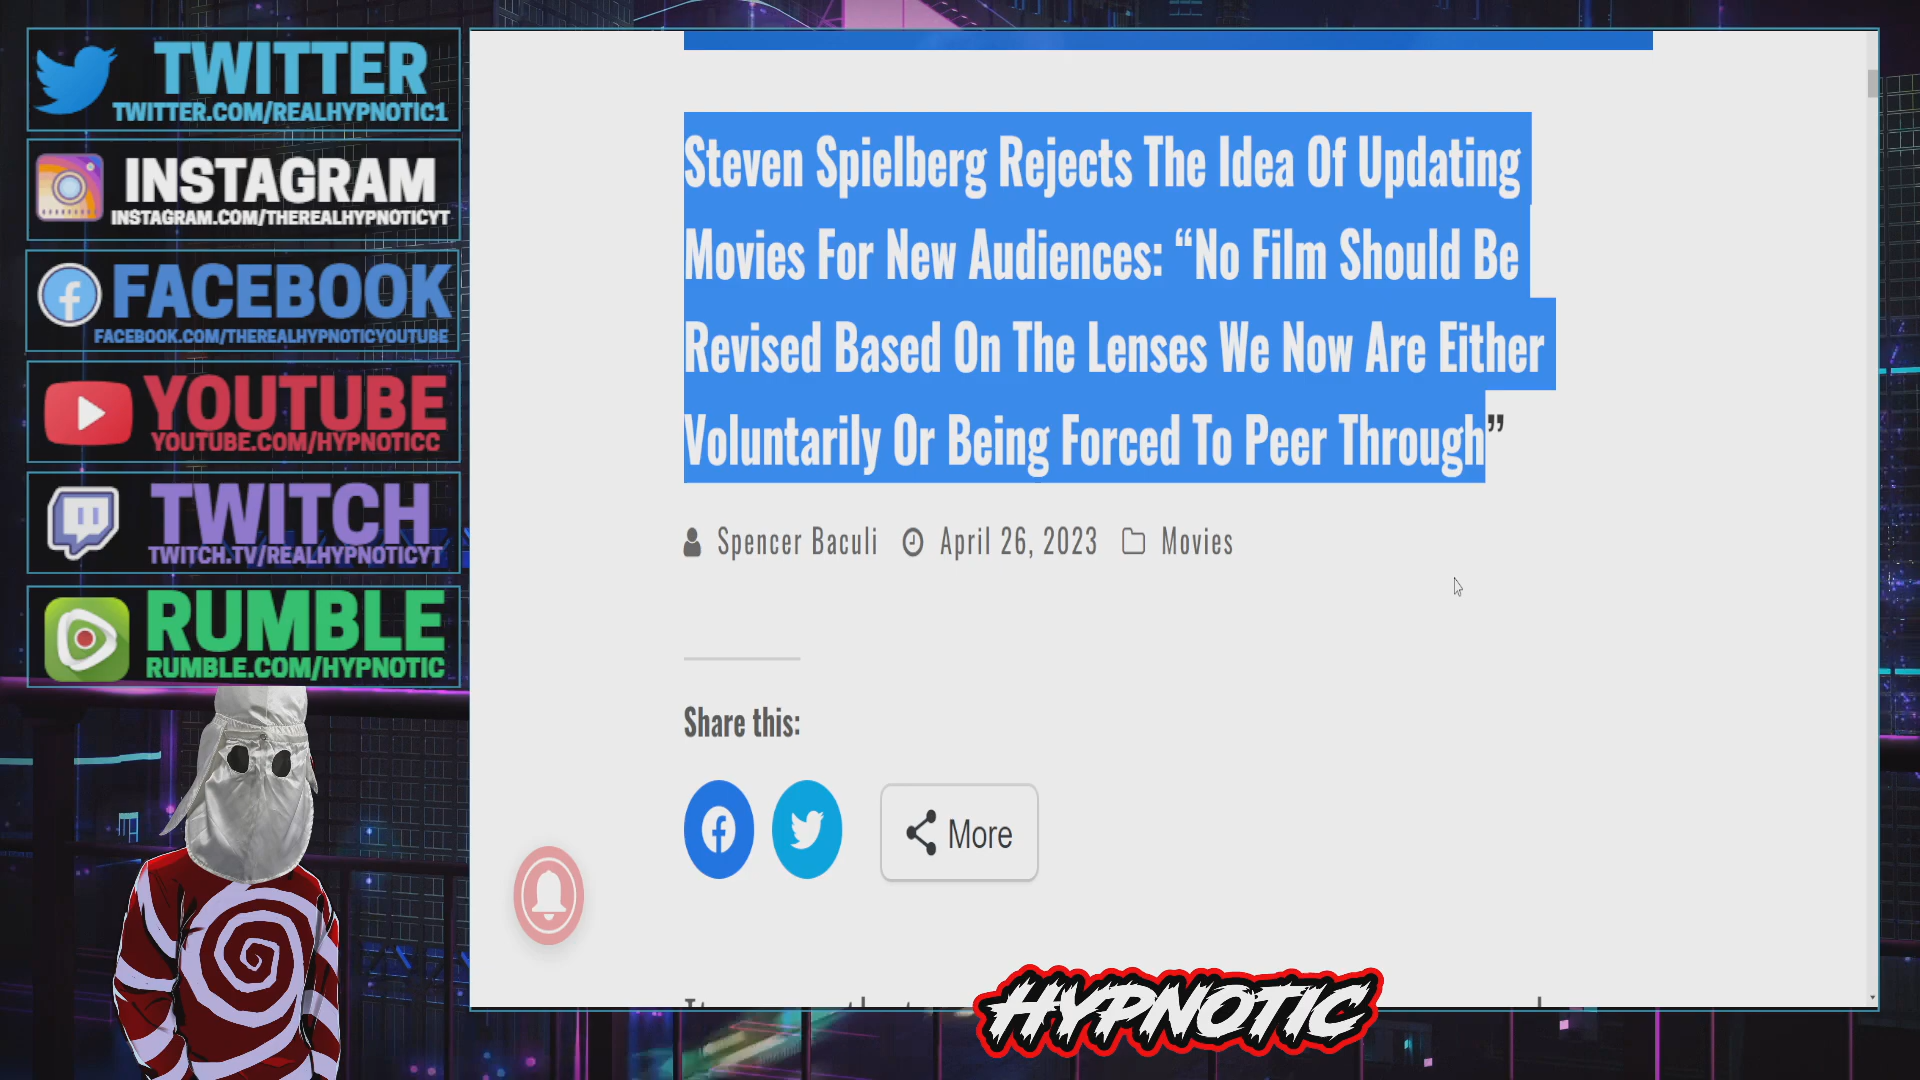 TWITTER
TWITTER.COM/REALHYPNOTIC1
INSTAGRAM
INSTAGRAM.COM/THEREALHYPNOTICYT
FACEBOOK
FACEBOOK.COM/THEREALHYPNOTICYOUTUBE
YOUTUBE
YOUTUBE.COM/HYPNOTICC
TWITCH
TWITCH.TV/REALHYPNOTICYT
RUMBLE
RUMBLE.COM/HYPNOTIC
Steven Spielberg Rejects The Idea Of Updating
Movies For New Audiences: “No Film Should Be
Revised Based On The Lenses We Now Are Either
Voluntarily Or Being Forced To Peer Through”
Spencer Baculi April 26, 2023 Movies
Share this:
More
HYPNOTIC